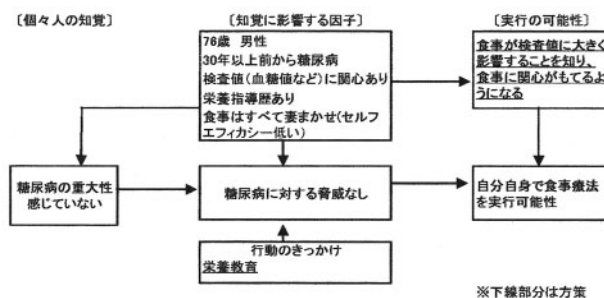 〔個々人の知覚〕
〔知覚に影響する因子〕
〔実行の可能性〕
76歳 男性
30年以上前から糖尿病
検査値(血糖値など)に関心あり
栄養指導歴あり
食事はすべて妻まかせ(セルフ
エフィカシー低い)
食事が検査値に大きく
影響することを知り、
食事に関心がもてるよ
うになる
糖尿病の重大性
感じていない
糖尿病に対する脅威なし
自分自身で食事療法
を実行可能性
行動のきっかけ
栄養教育
※下線部分は方策